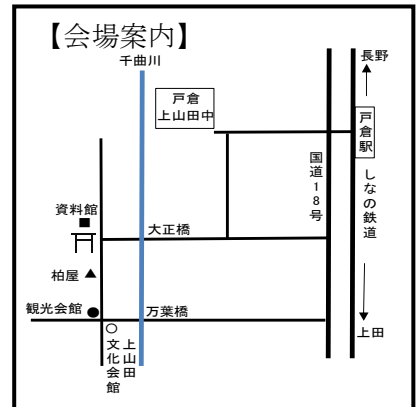 【会場案内】
千曲川
長野
戸倉
上山田中
戸倉駅
国道18号
しなの鉄道
資料館
大正橋
柏屋
観光会館
万葉橋
上田
上山田
文化会館